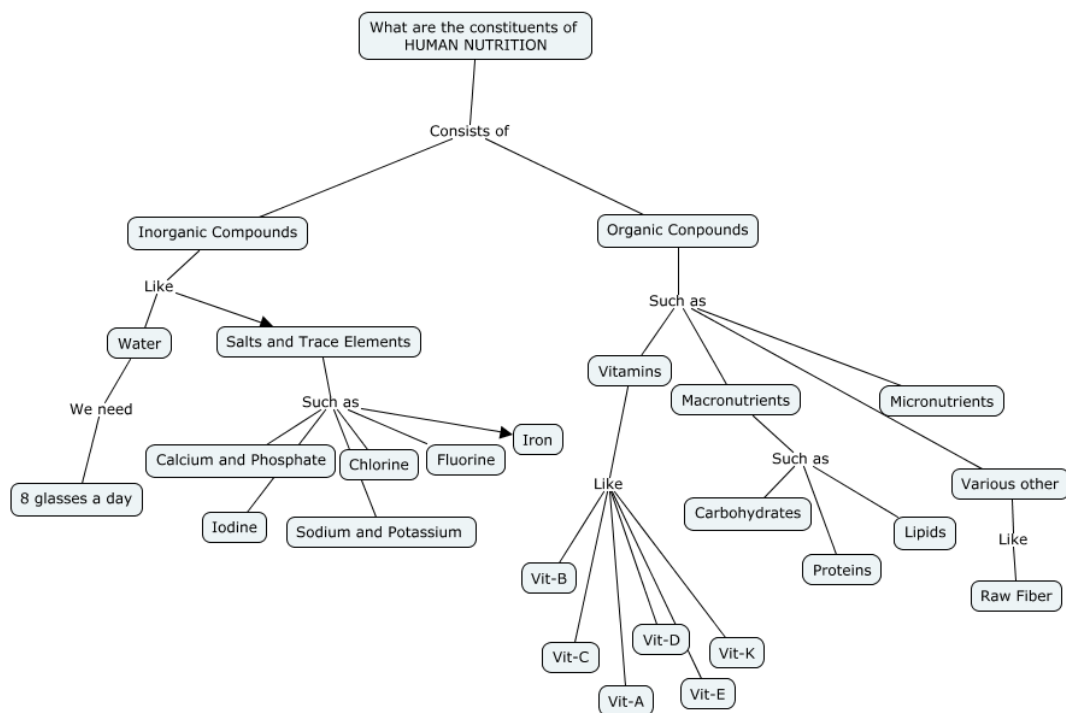 What are the constituents of
HUMAN NUTRITION
Consists of
Inorganic Compounds
Organic Conpounds
Like
Such as
Water
Salts and Trace Elements
Vitamins
Macronutrients
Micronutrients
We need
Such as
Iron
Calcium and Phosphate
Chlorine
Fluorine
Such as
8 glasses a day
Iodine
Sodium and Potassium
Like
Carbohydrates
Lipids
Various other
Proteins
Like
Raw Fiber
Vit-B
Vit-C
Vit-D
Vit-K
Vit-A
Vit-E